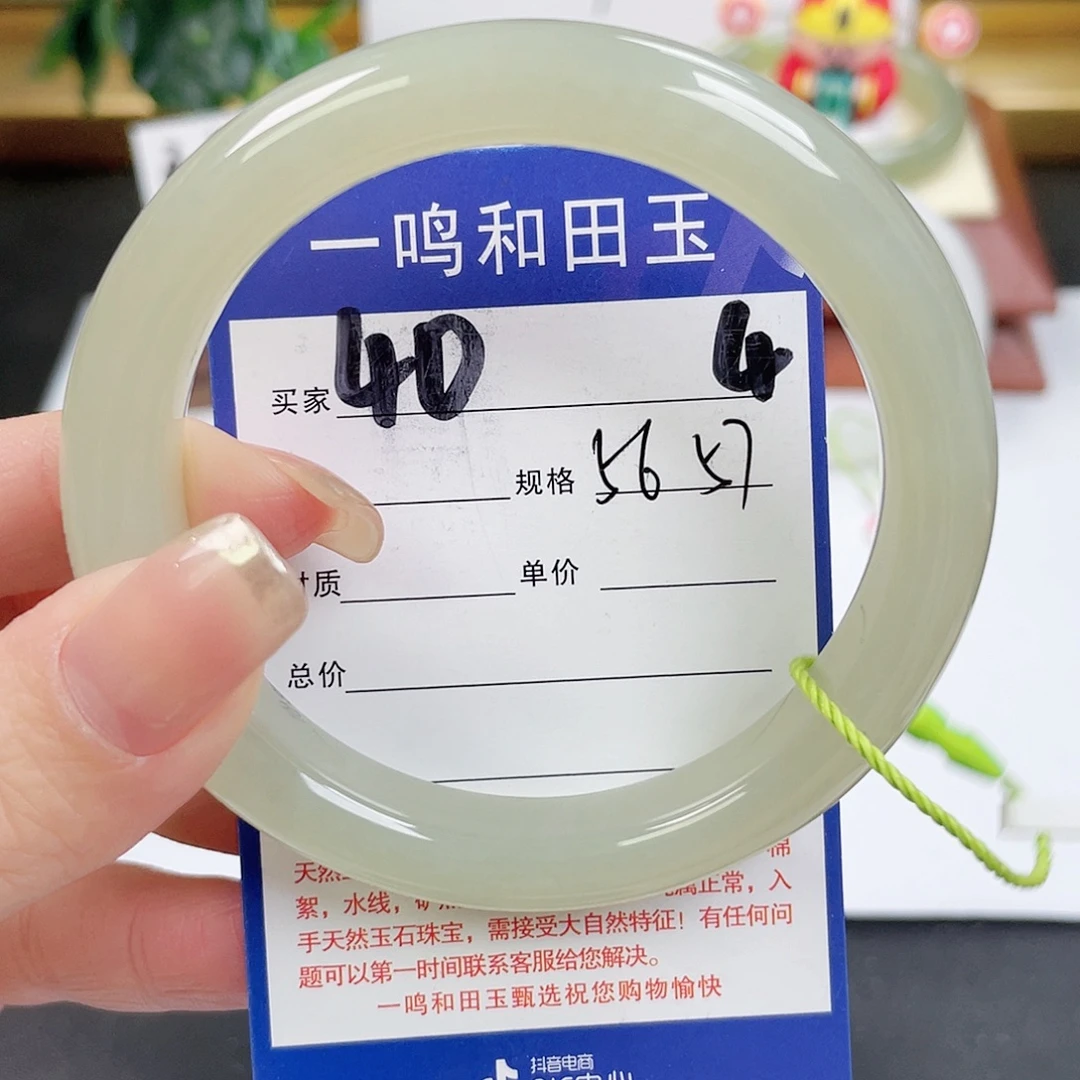 一鸣和田玉
买家 40 4
规格 56 57
质 单价
总价
天然
絮，水线，矿 属正常，入
手天然玉石珠宝，需接受大自然特征！有任何问
题可以第一时间联系客服给您解决。
一鸣和田玉甄选祝您购物愉快
抖音电商